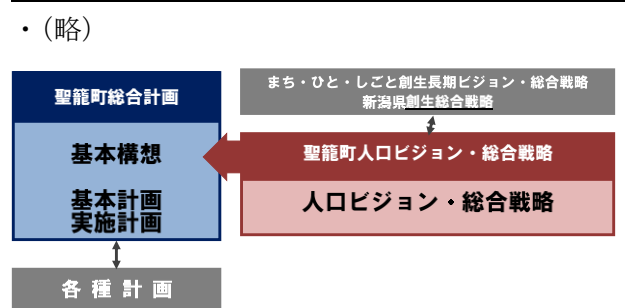 ・（略）
聖籠町総合計画
基本構想
基本計画
実施計画
各種計画
まち・ひと・しごと創生長期ビジョン・総合戦略
新潟県創生総合戦略
聖籠町人口ビジョン・総合戦略
人口ビジョン・総合戦略